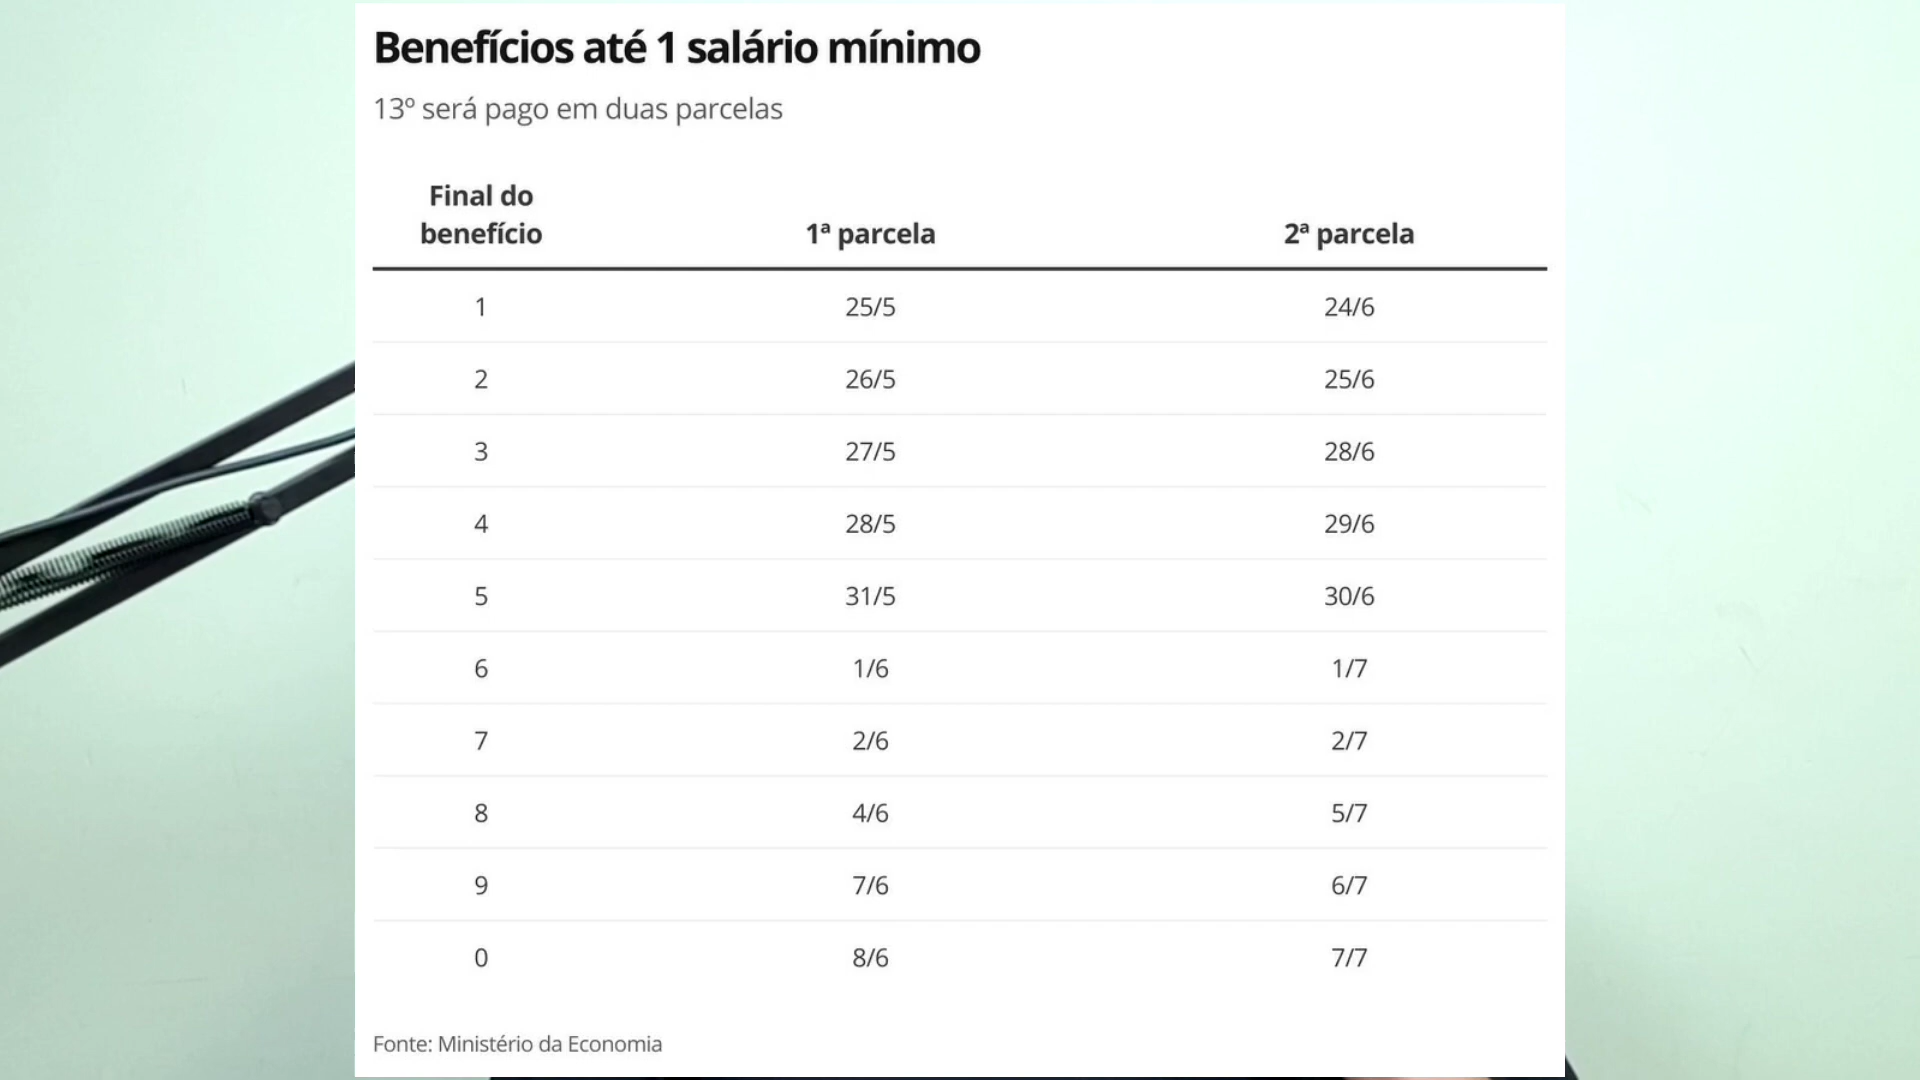 Benefícios até 1 salário mínimo
13º será pago em duas parcelas
Final do
benefício 1ª parcela 2ª parcela
1 25/5 24/6
2 26/5 25/6
3 27/5 28/6
4 28/5 29/6
5 31/5 30/6
6 1/6 1/7
7 2/6 2/7
8 4/6 5/7
9 7/6 6/7
0 8/6 7/7
Fonte: Ministério da Economia